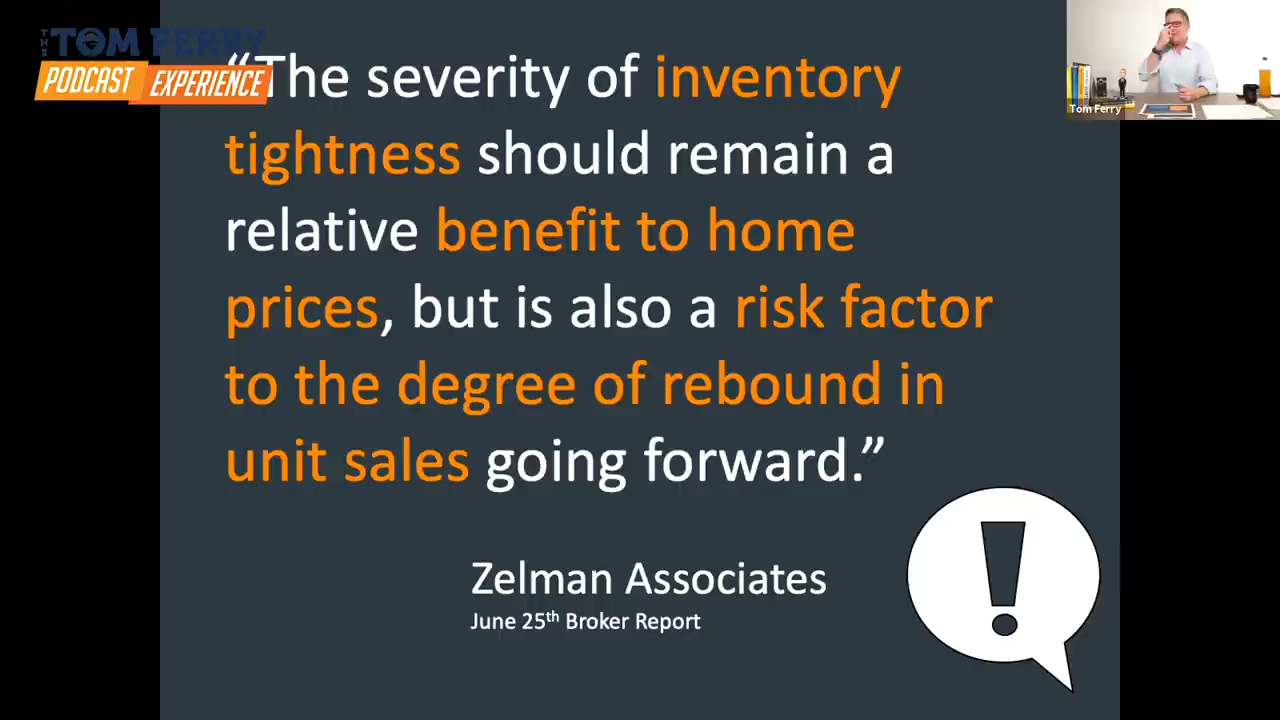 THE TOM FERRY
PODCAST EXPERIENCE
“The severity of inventory
tightness should remain a
relative benefit to home
prices, but is also a risk factor
to the degree of rebound in
unit sales going forward.”
Zelman Associates
June 25th Broker Report
!
Tom Ferry